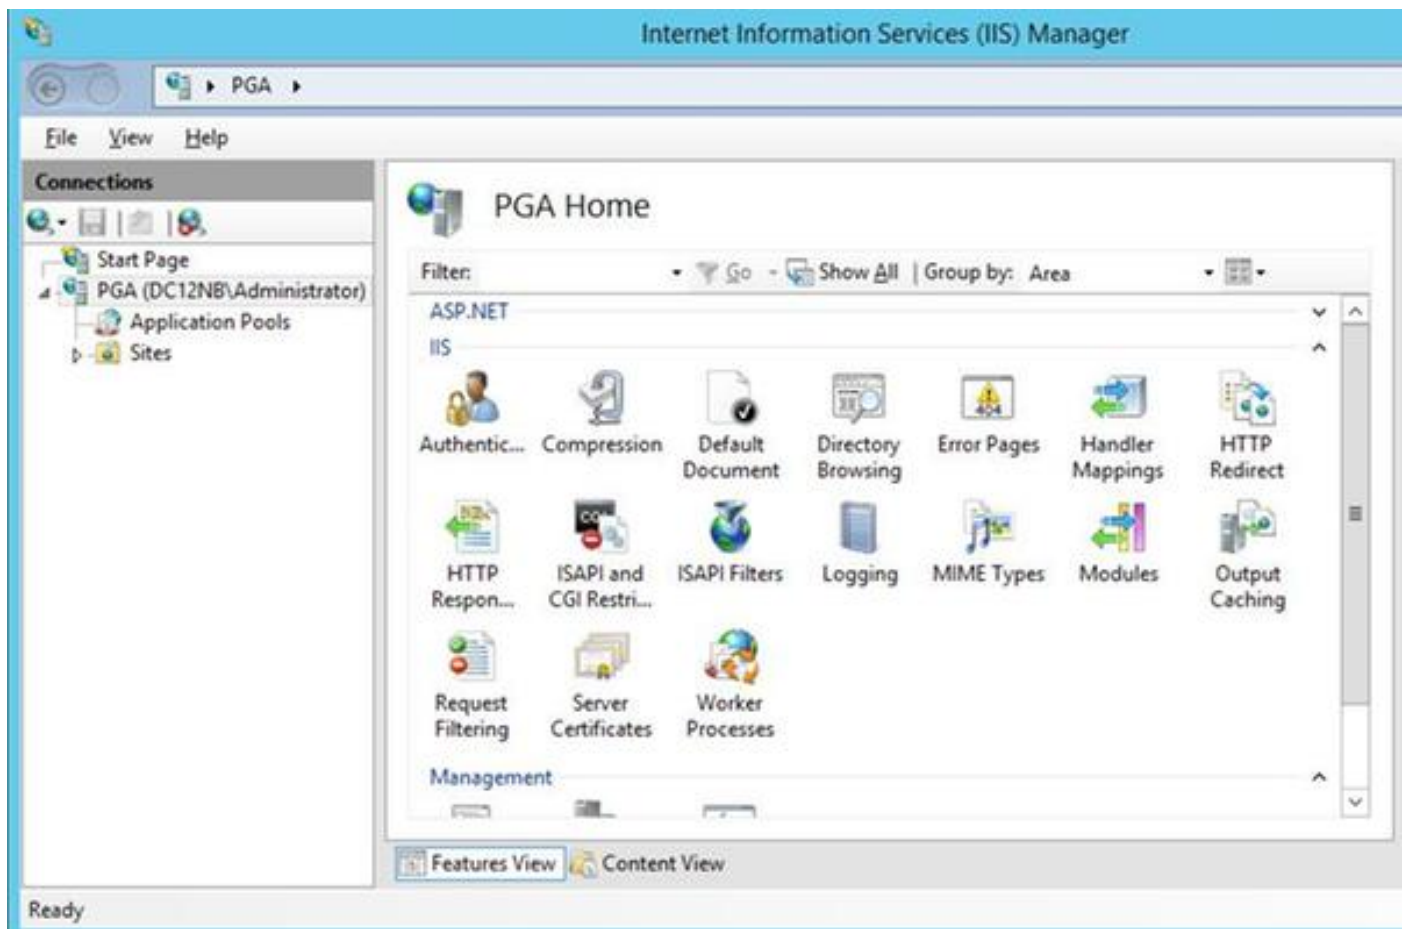 Internet Information Services (IIS) Manager
PGA
File View Help
Connections
Start Page
PGA (DC12NB\Administrator)
Application Pools
Sites
PGA Home
Filter: Go Show All Group by: Area
ASP.NET
IIS
Authentic... Compression Default Directory Error Pages Handler HTTP
Document Browsing Mappings Redirect
404
HTTP ISAPI and ISAPI Filters Logging MIME Types Modules Output
Respon... CGI Restri... Caching
Request Server Worker
Filtering Certificates Processes
Management
Features View Content View
Ready